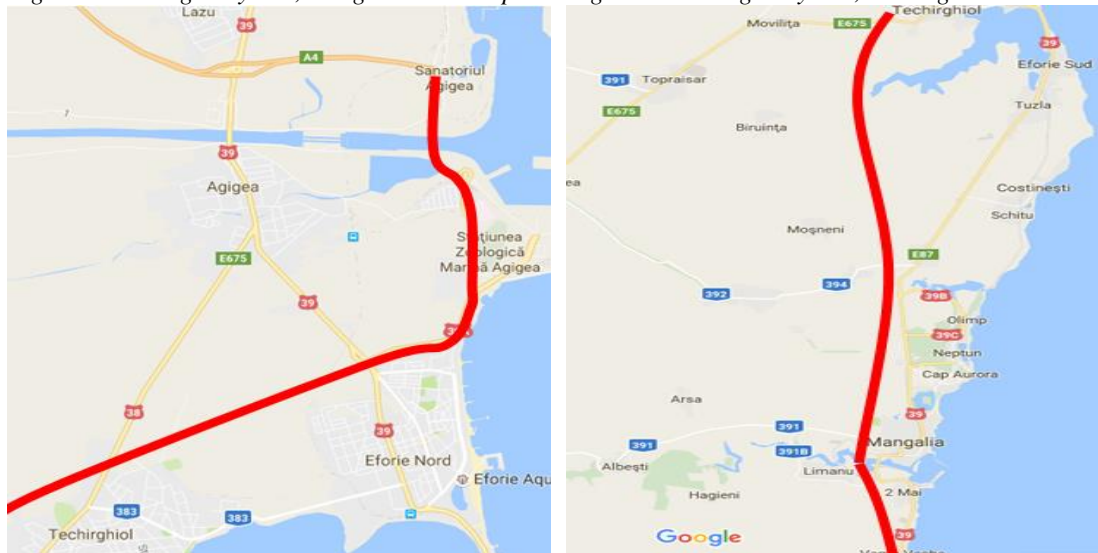 Lazu
39
A4
Sanatoriul
Agigea
39
Agigea
E675
Stațiunea
Zoologică
Marină Agigea
39
38
39
Eforie Nord
Eforie Aqu
383
383
Techirghiol
Techirghiol
Movilița
E675
39
Eforie Sud
391
Topraisar
Tuzla
E675
Biruința
ea
Costinești
Schitu
Moșneni
E87
394
392
39B
Olimp
39C
Neptun
Cap Aurora
Arsa
39
391
Mangalia
391
391B
Albești
Limanu
2 Mai
Hagieni
Google
39